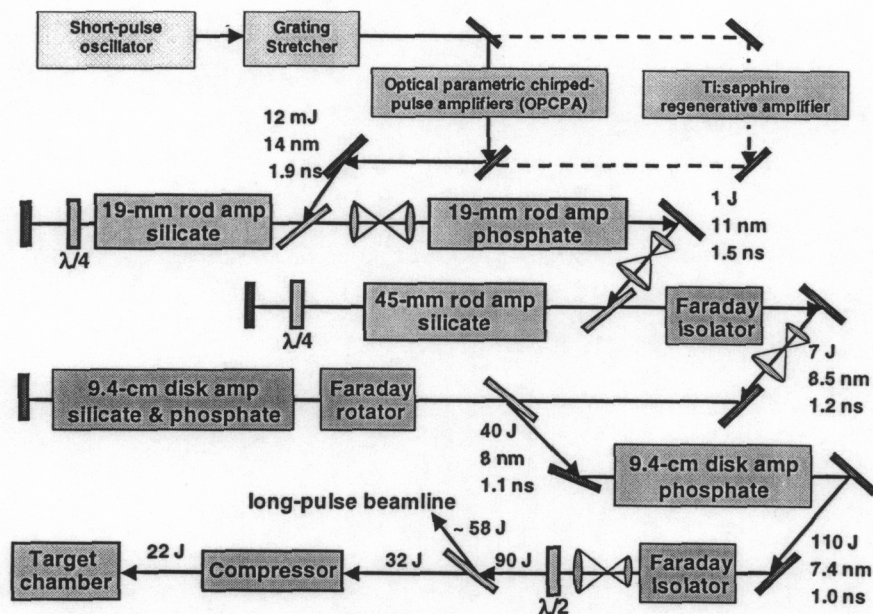 Short-pulse
oscillator
Grating
Stretcher
Optical parametric chirped-
pulse amplifiers (OPCPA)
Ti:sapphire
regenerative amplifier
12 mJ
14 nm
1.9 ns
19-mm rod amp
silicate
λ/4
19-mm rod amp
phosphate
1 J
11 nm
1.5 ns
45-mm rod amp
silicate
λ/4
Faraday
isolator
7 J
8.5 nm
1.2 ns
9.4-cm disk amp
silicate & phosphate
Faraday
rotator
40 J
8 nm
1.1 ns
9.4-cm disk amp
phosphate
110 J
7.4 nm
1.0 ns
long-pulse beamline
~ 58 J
Target
chamber
22 J
Compressor
32 J
90 J
λ/2
Faraday
Isolator